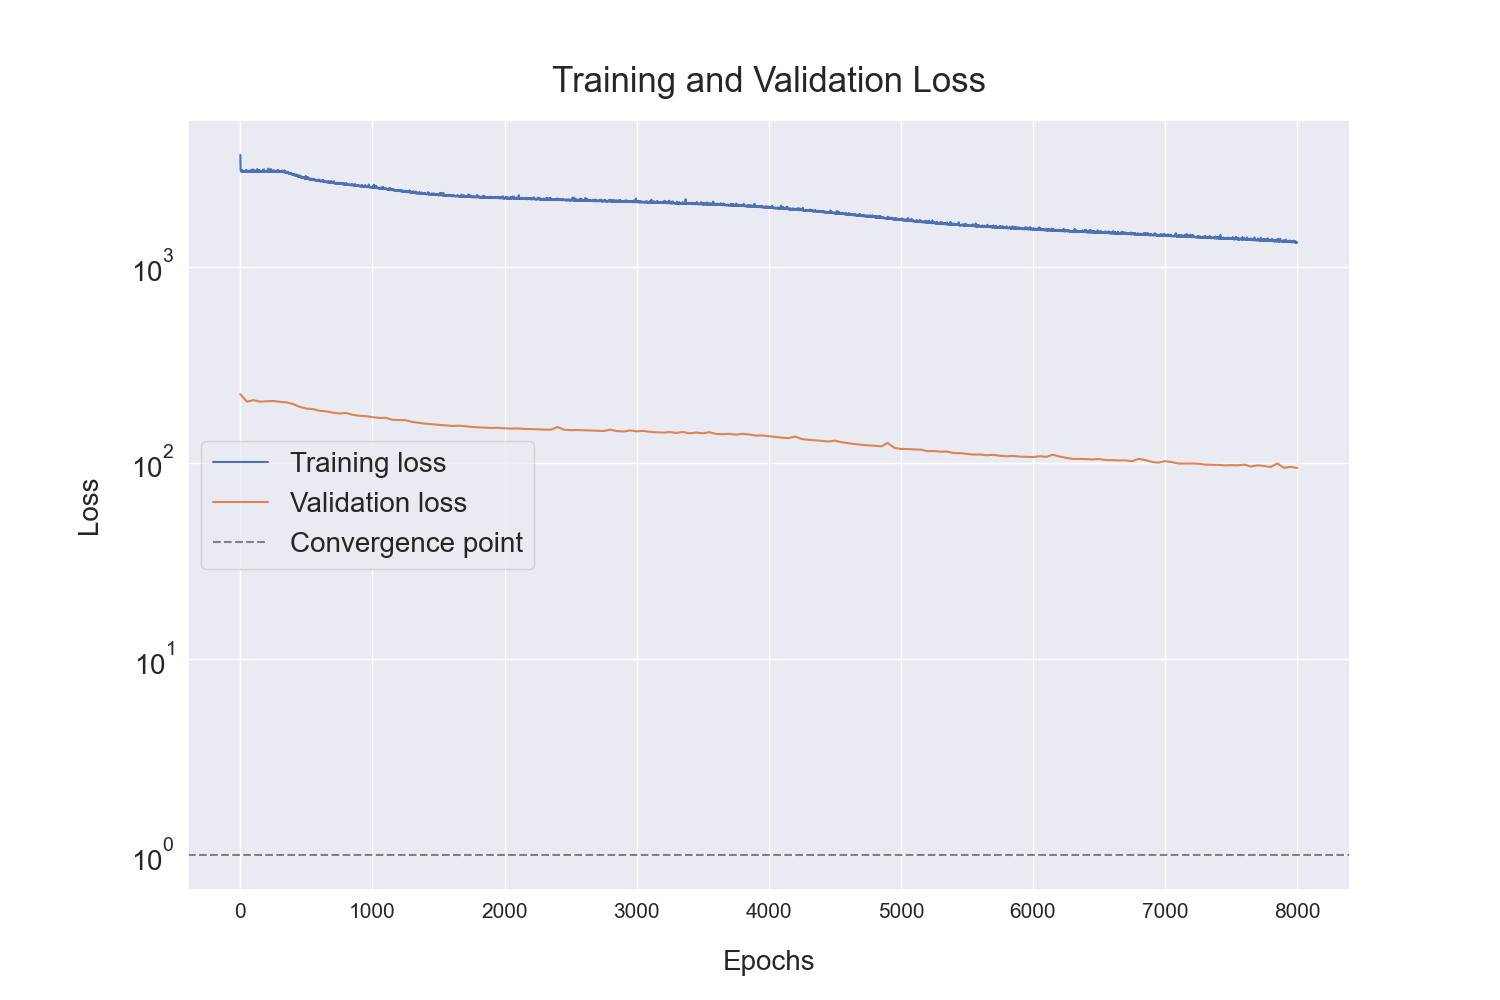 Training and Validation Loss
10^3
10^2
10^1
10^0
Loss
Training loss
Validation loss
Convergence point
0 1000 2000 3000 4000 5000 6000 7000 8000
Epochs